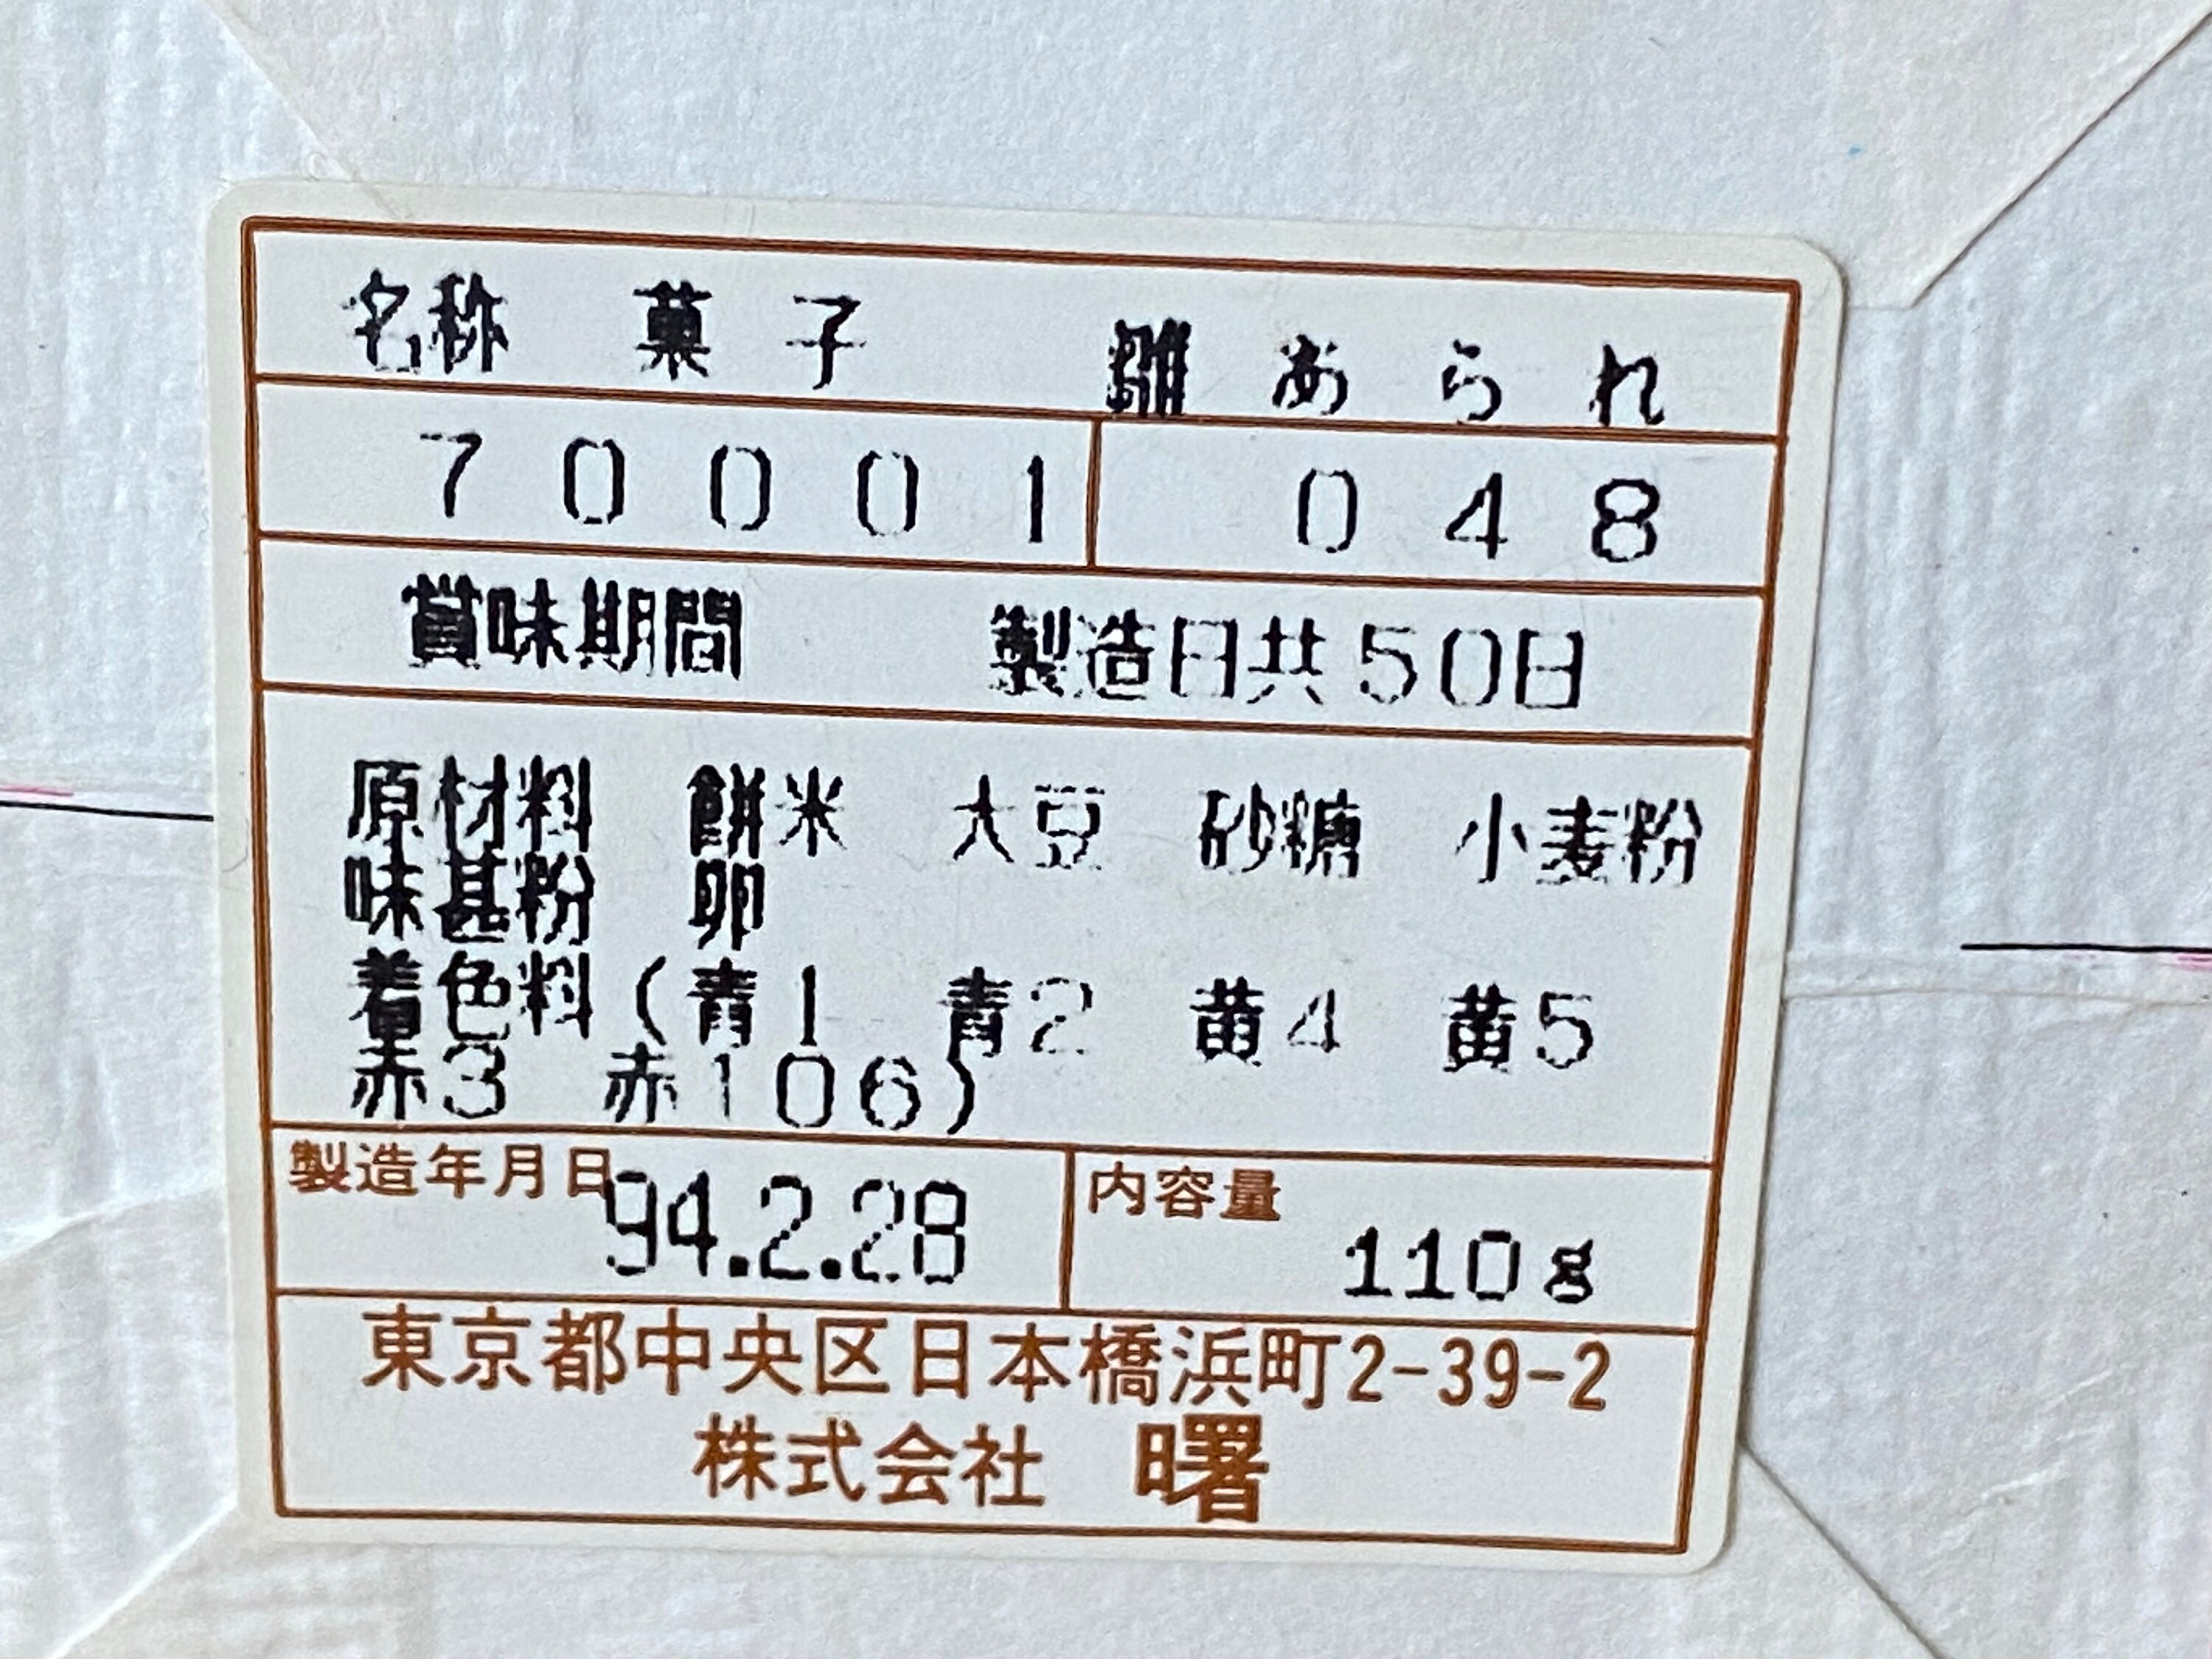 名称 菓子 雛あられ
70001 048
賞味期間 製造日共50日
原材料 餅米 大豆 砂糖 小麦粉
味甚粉 卵
着色料(青1 青2 黄4 黄5
赤3 赤106)
製造年月日 94.2.28 内容量 110g
東京都中央区日本橋浜町2-39-2
株式会社 曙